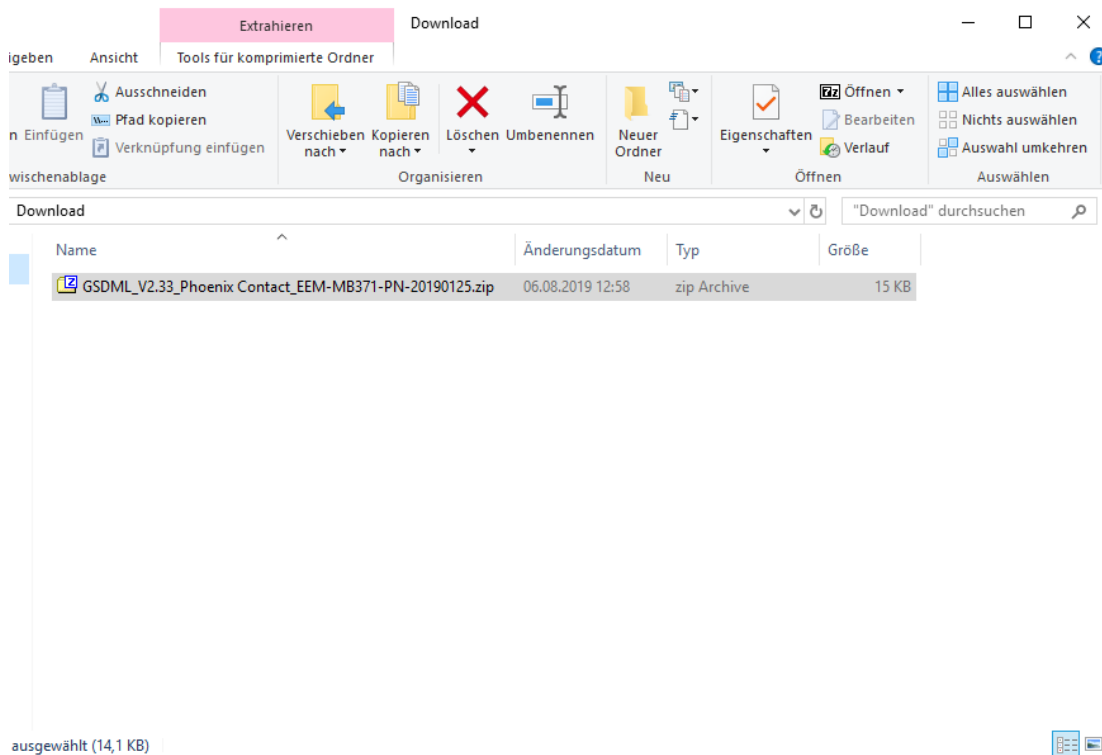 Extrahieren
Download
igeben Ansicht Tools für komprimierte Ordner
n Einfügen
Ausschneiden
Pfad kopieren
Verknüpfung einfügen
wischenablage
Verschieben nach
Kopieren nach
Löschen
Umbenennen
Organisieren
Neuer Ordner
Neu
Eigenschaften
Öffnen
Bearbeiten
Verlauf
Öffnen
Alles auswählen
Nichts auswählen
Auswahl umkehren
Auswählen
Download
"Download" durchsuchen
Name Änderungsdatum Typ Größe
GSDML_V2.33_Phoenix Contact_EEM-MB371-PN-20190125.zip 06.08.2019 12:58 zip Archive 15 KB
ausgewählt (14,1 KB)